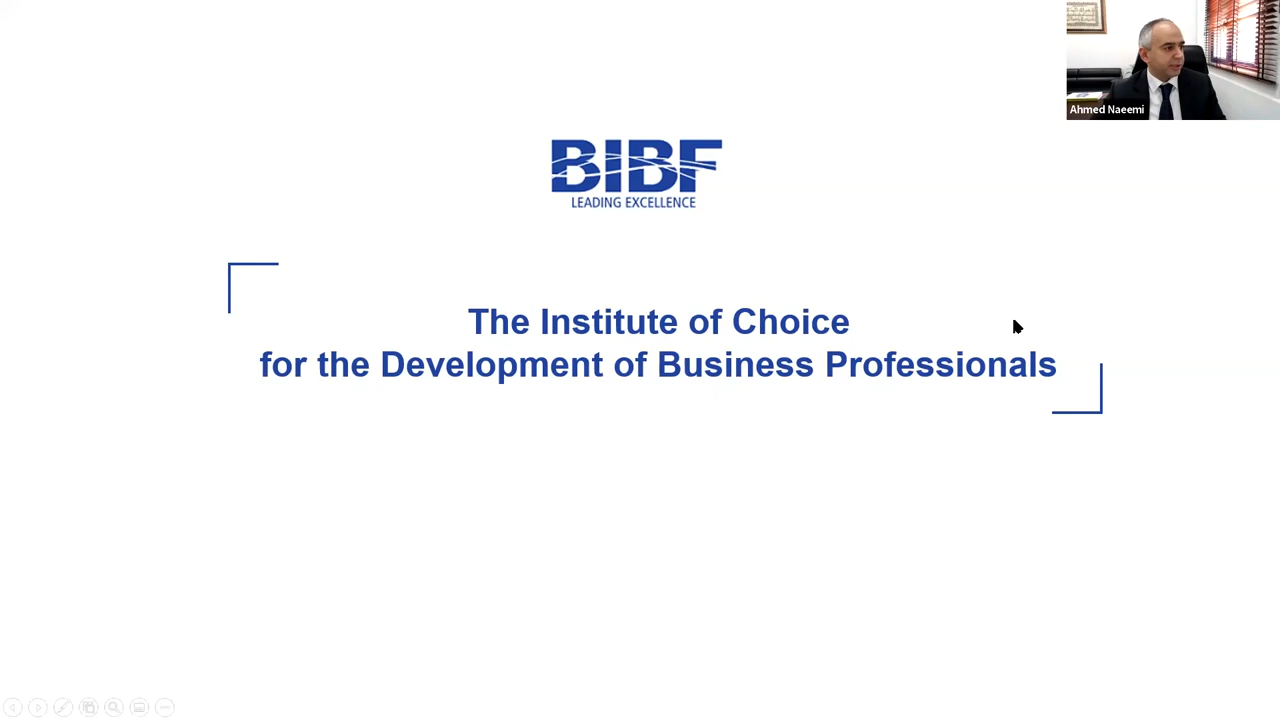 Ahmed Naeemi
BIBF
LEADING EXCELLENCE
The Institute of Choice
for the Development of Business Professionals